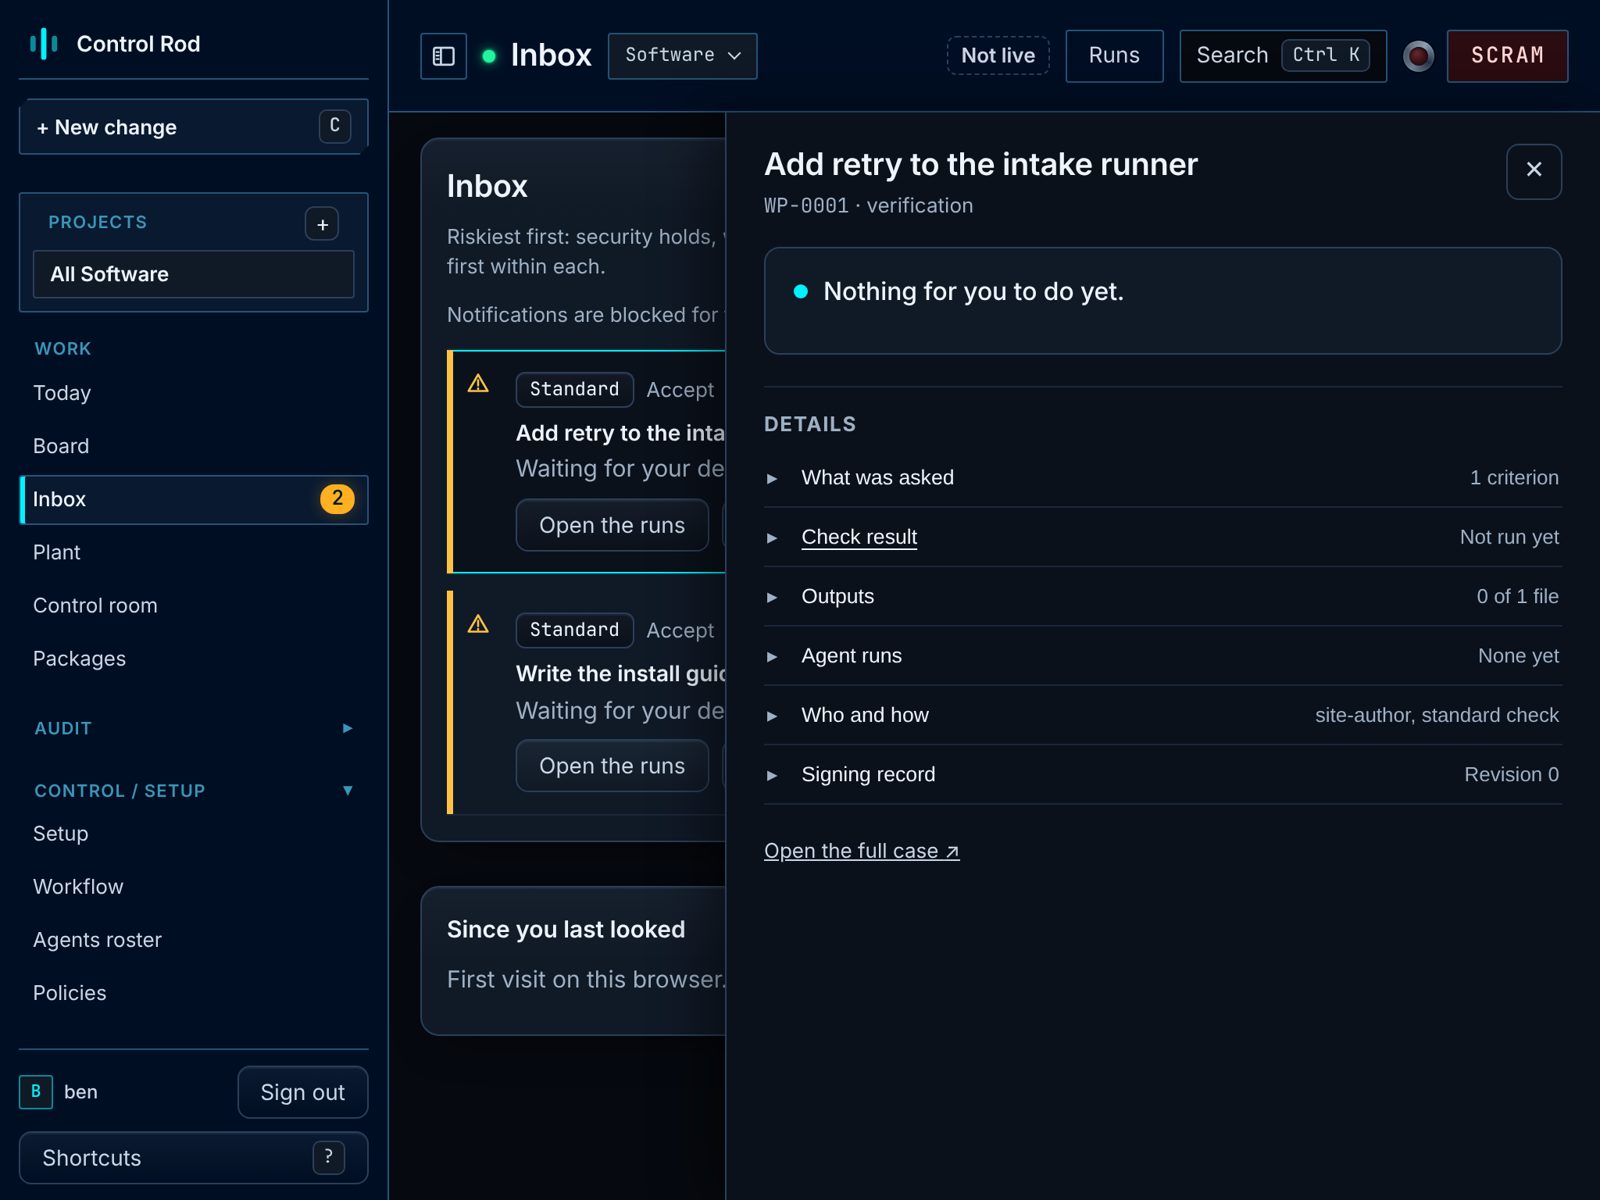 Control Rod
+ New change
C
PROJECTS
+
All Software
WORK
Today
Board
Inbox
2
Plant
Control room
Packages
AUDIT
CONTROL / SETUP
Setup
Workflow
Agents roster
Policies
B
ben
Sign out
Shortcuts
?
Inbox
Software
Not live
Runs
Search
Ctrl K
SCRAM
Inbox
Riskiest first: security holds,
first within each.
Notifications are blocked for
Standard
Accept
Add retry to the inta
Waiting for your de
Open the runs
Standard
Accept
Write the install guid
Waiting for your de
Open the runs
Since you last looked
First visit on this browser.
Add retry to the intake runner
WP-0001 · verification
Nothing for you to do yet.
DETAILS
What was asked
1 criterion
Check result
Not run yet
Outputs
0 of 1 file
Agent runs
None yet
Who and how
site-author, standard check
Signing record
Revision 0
Open the full case ↗